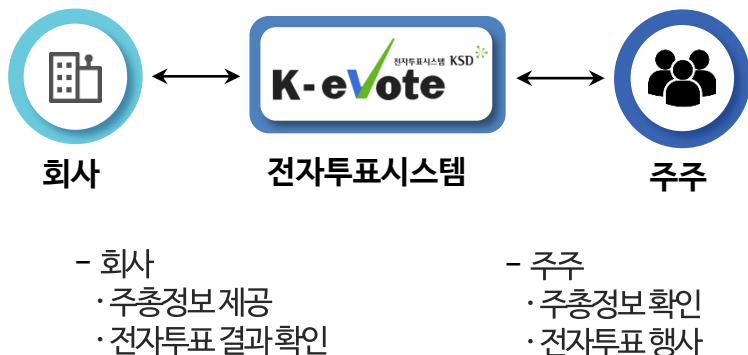 전자투표시스템 KSD
K-eVote
회사
전자투표시스템
주주
- 회사
· 주총정보 제공
· 전자투표 결과 확인
- 주주
· 주총정보 확인
· 전자투표 행사